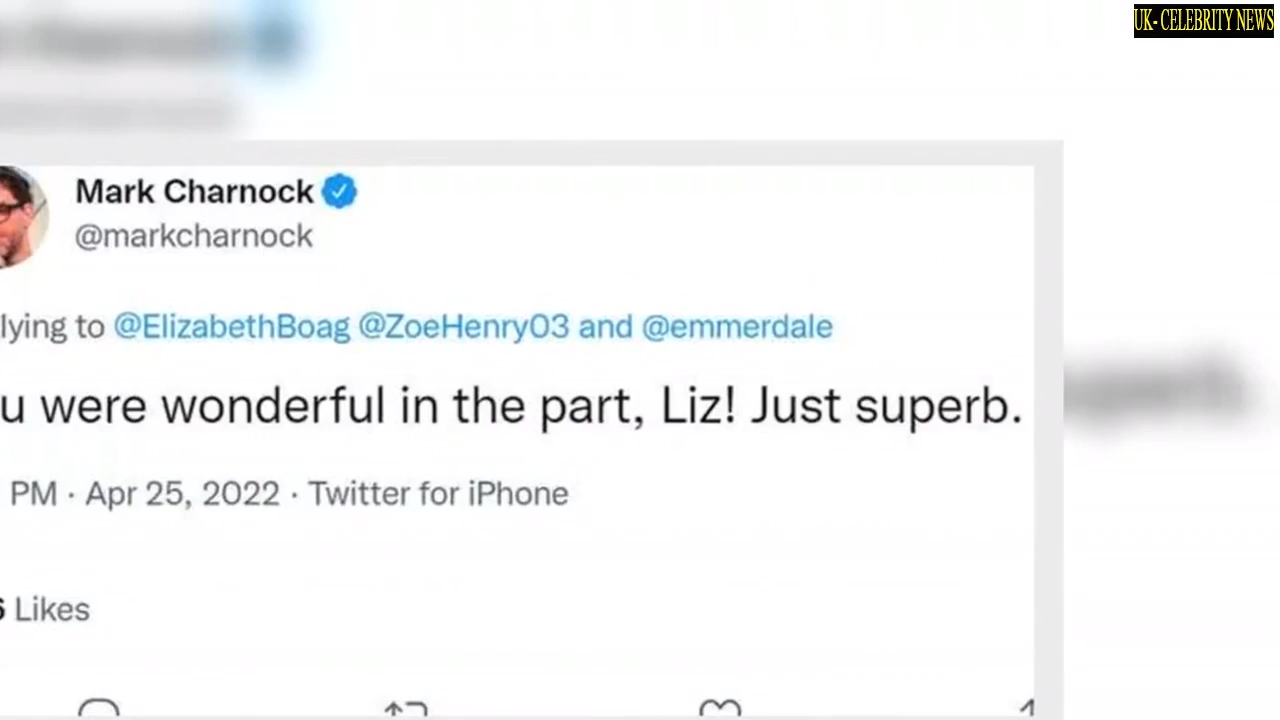 UK- CELEBRITY NEWS
Mark Charnock
@markcharnock
lying to @ElizabethBoag @ZoeHenry03 and @emmerdale
u were wonderful in the part, Liz! Just superb.
PM · Apr 25, 2022 · Twitter for iPhone
6 Likes